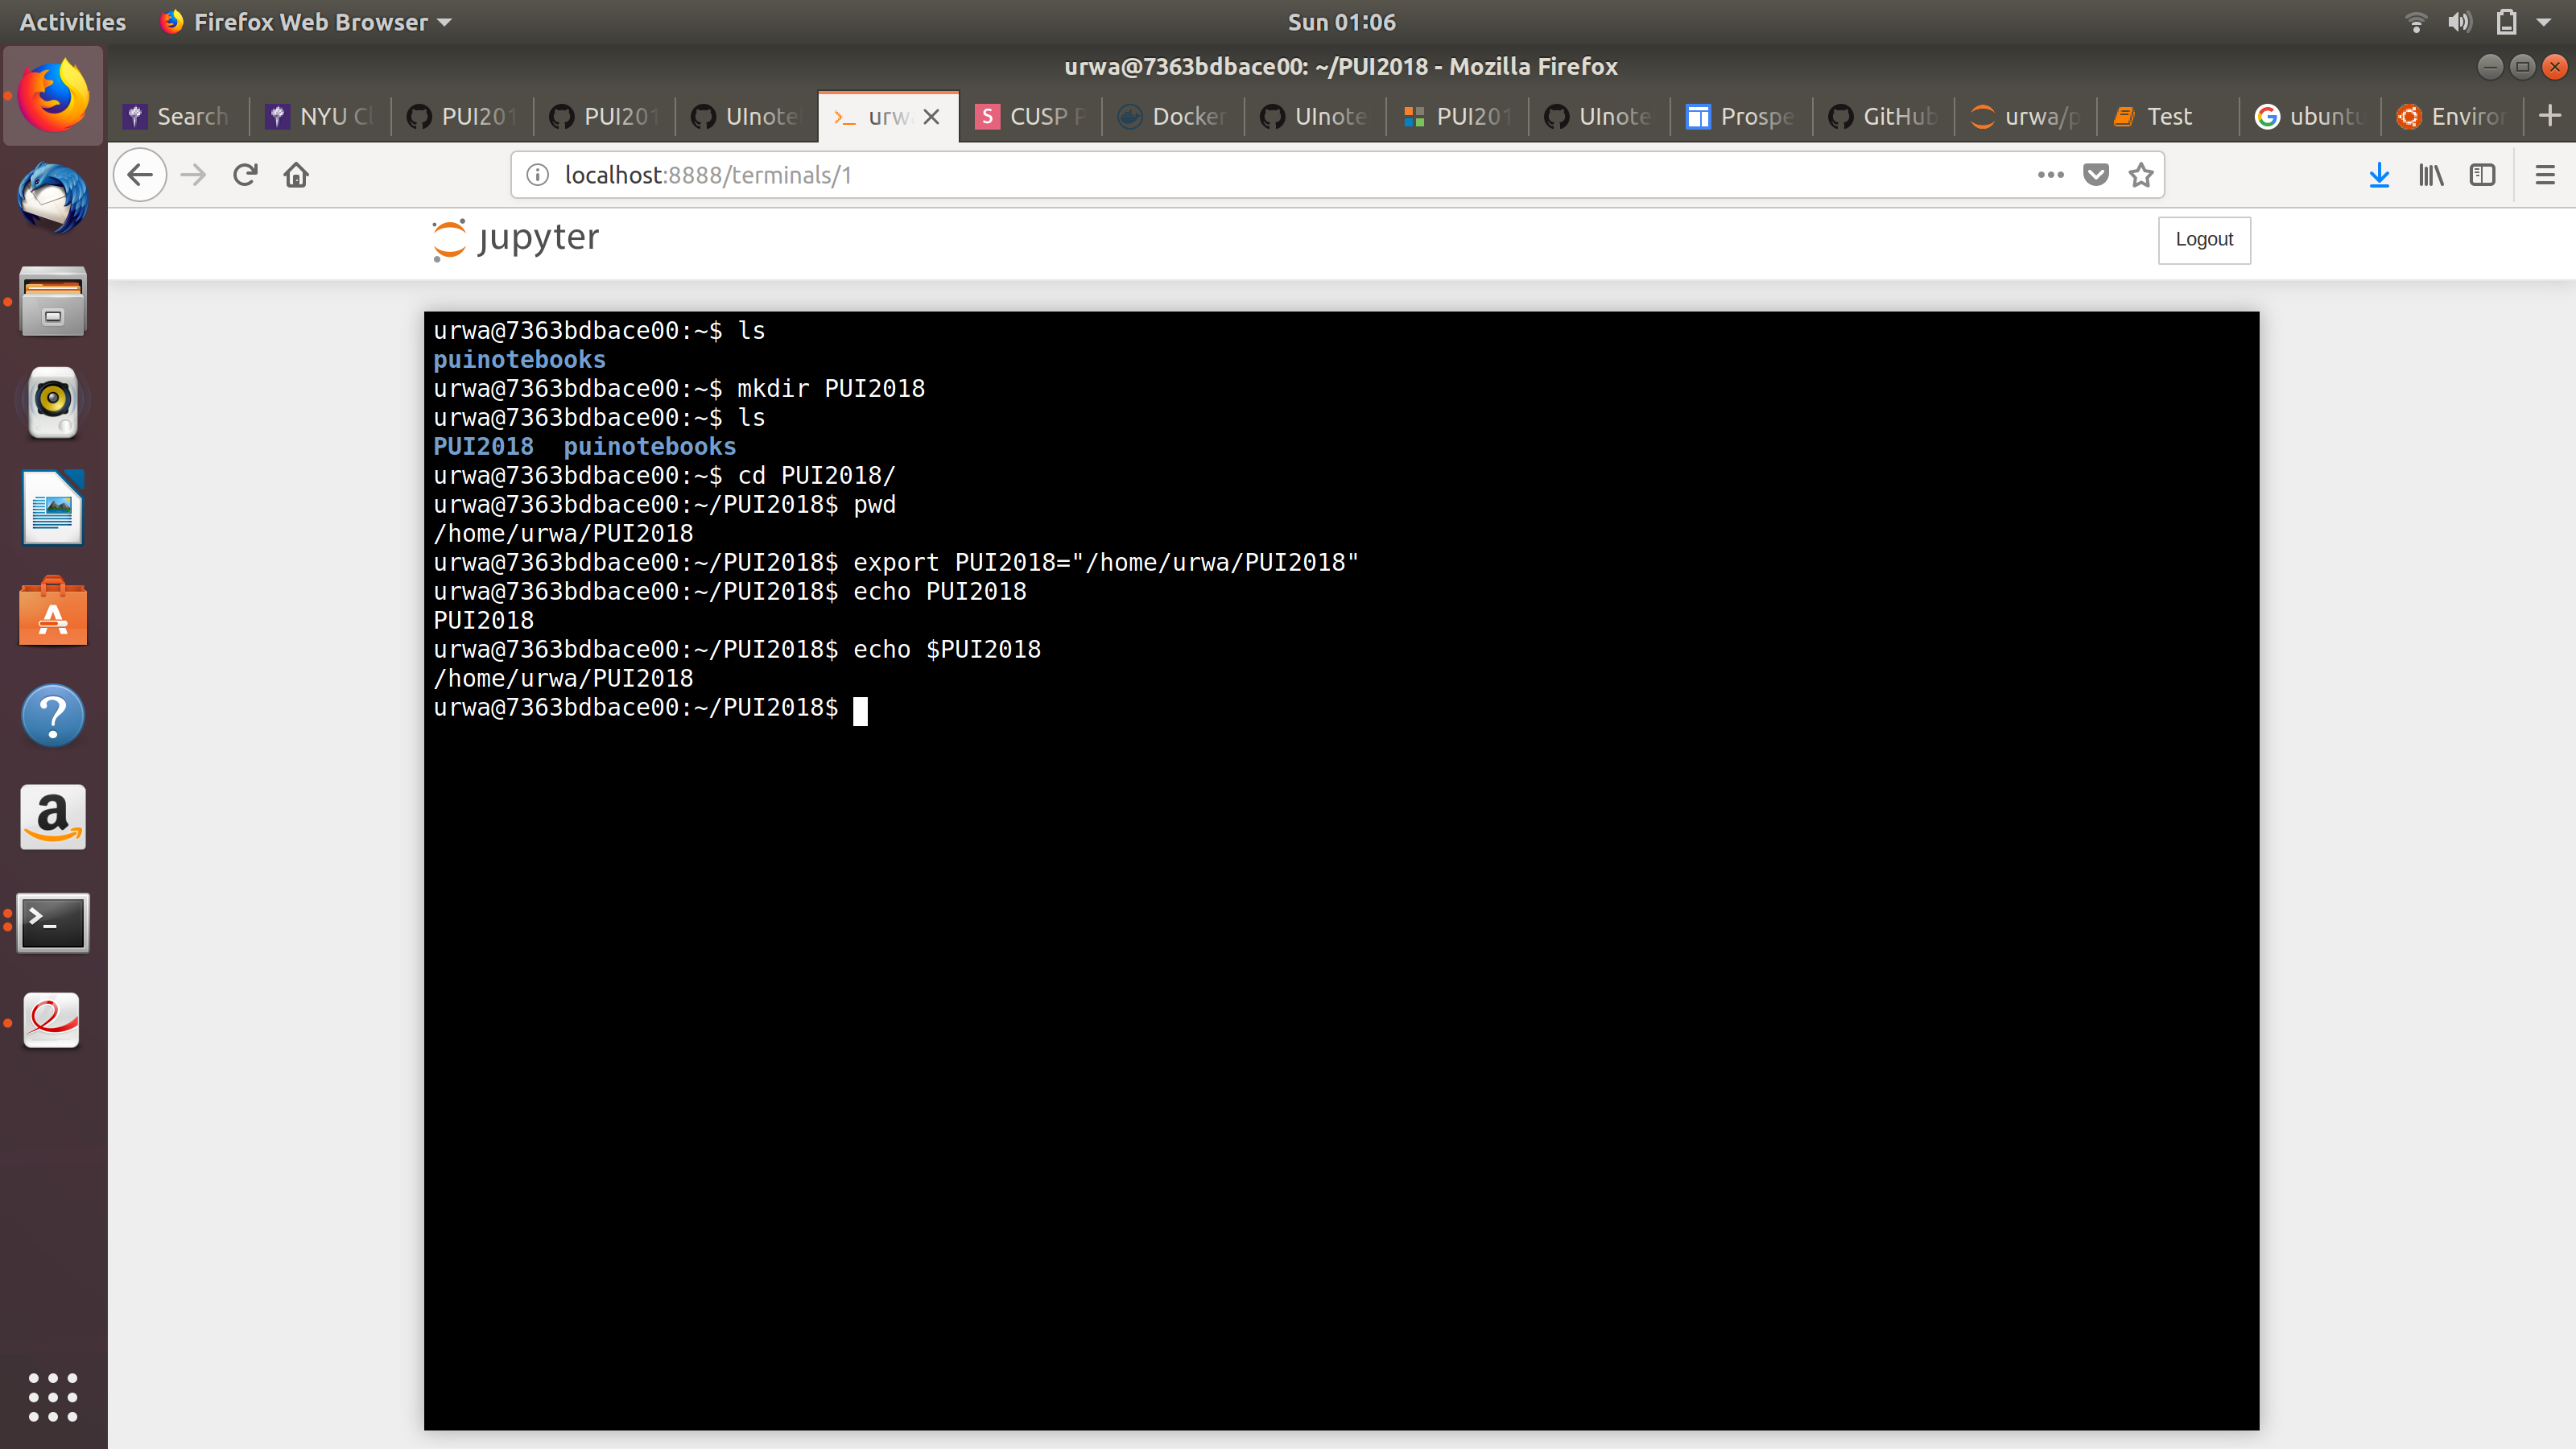 Activities Firefox Web Browser Sun 01:06
urwa@7363bdbace00: ~/PUI2018 - Mozilla Firefox
Search NYU Cl PUI201 PUI201 UInote urw CUSP P Docker UInote PUI201 UInote Prospe GitHub urwa/p Test ubuntu Enviror
localhost:8888/terminals/1
jupyter Logout
urwa@7363bdbace00:~$ ls
puinotebooks
urwa@7363bdbace00:~$ mkdir PUI2018
urwa@7363bdbace00:~$ ls
PUI2018 puinotebooks
urwa@7363bdbace00:~$ cd PUI2018/
urwa@7363bdbace00:~/PUI2018$ pwd
/home/urwa/PUI2018
urwa@7363bdbace00:~/PUI2018$ export PUI2018="/home/urwa/PUI2018"
urwa@7363bdbace00:~/PUI2018$ echo PUI2018
PUI2018
urwa@7363bdbace00:~/PUI2018$ echo $PUI2018
/home/urwa/PUI2018
urwa@7363bdbace00:~/PUI2018$